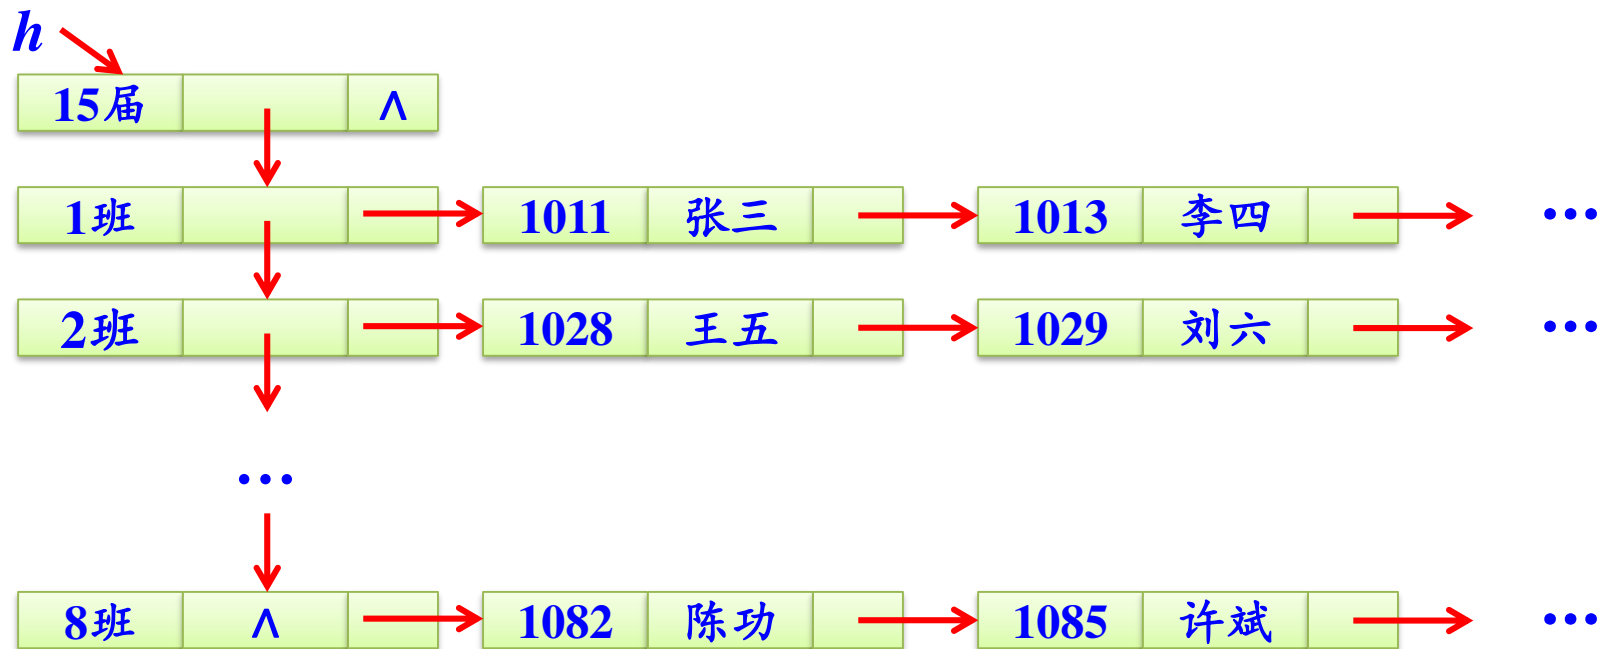 h
15届 ∧
1班 1011 张三 1013 李四 …
2班 1028 王五 1029 刘六 …
…
8班 ∧ 1082 陈功 1085 许斌 …